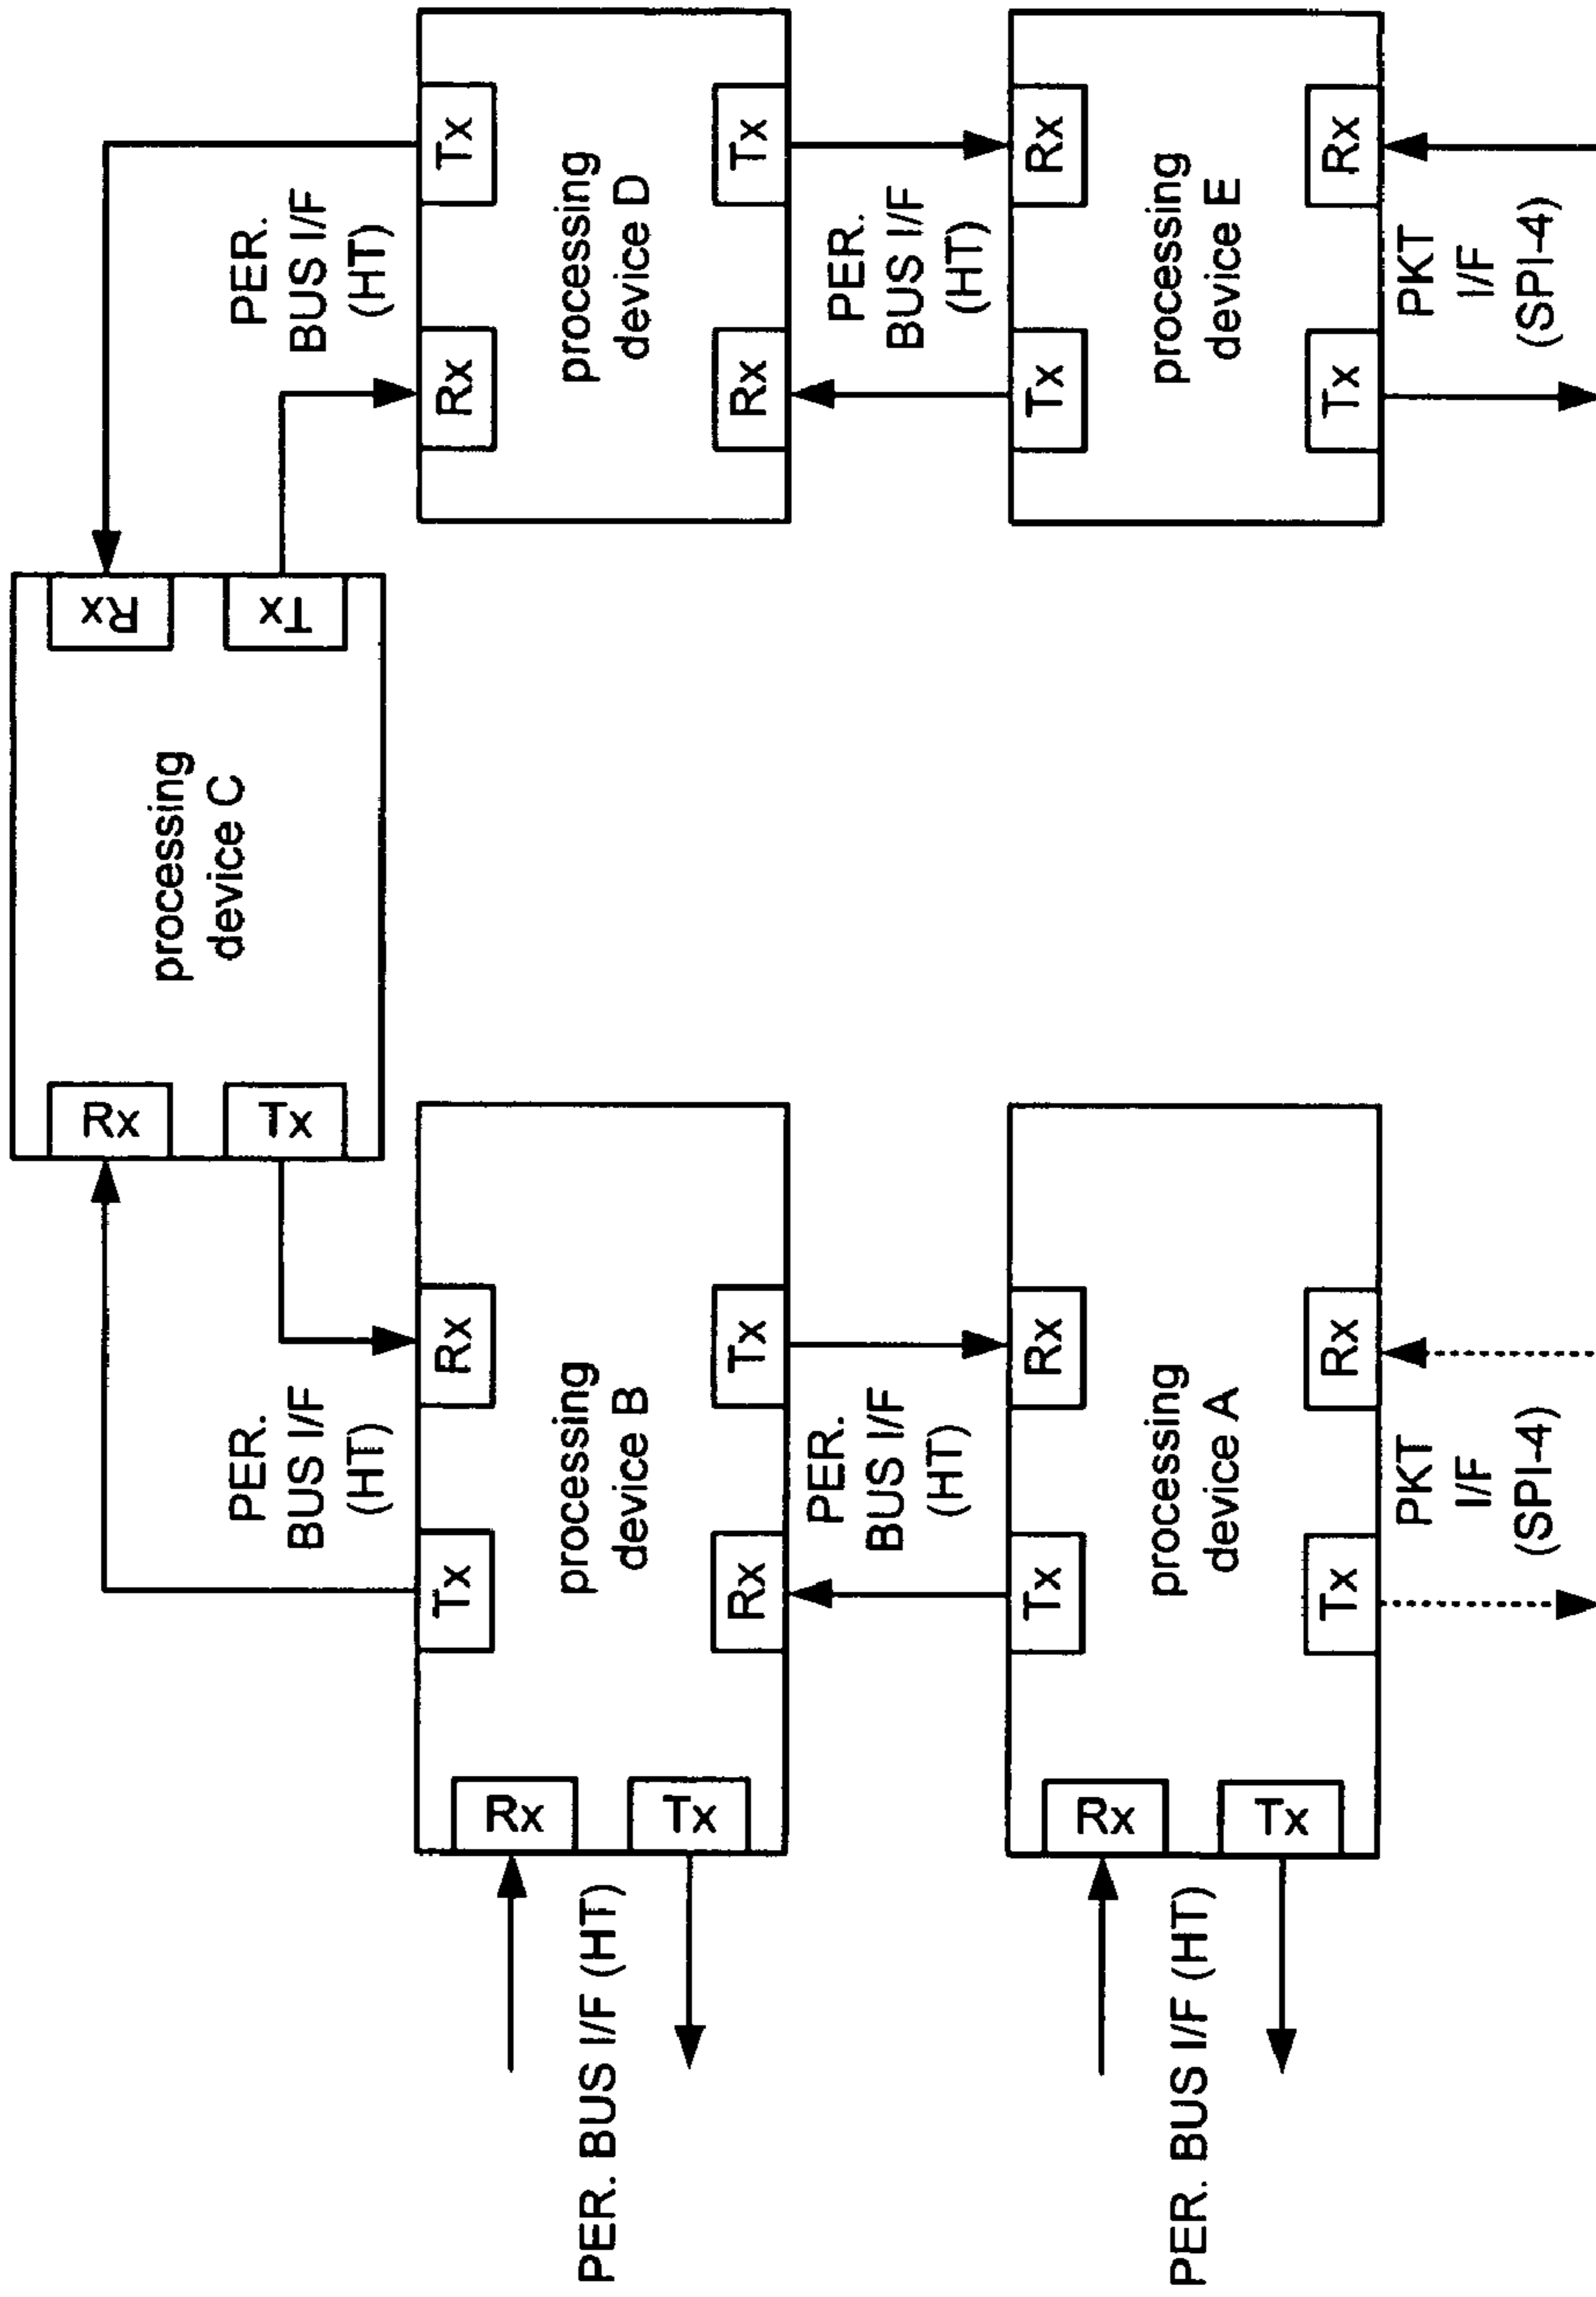 Rx
Tx
processing
device C
Rx
Tx
PER.
BUS I/F
(HT)
PER.
BUS I/F
(HT)
Tx
Rx
Rx
Tx
processing
device B
Rx
Tx
Rx
Tx
PER. BUS I/F (HT)
Rx
Tx
processing
device D
Rx
Tx
PER.
BUS I/F
(HT)
PER.
BUS I/F
(HT)
Tx
Rx
Rx
Tx
processing
device A
Tx
Rx
PER. BUS I/F (HT)
Tx
Rx
processing
device E
Tx
Rx
PKT
I/F
(SPI-4)
PKT
I/F
(SPI-4)